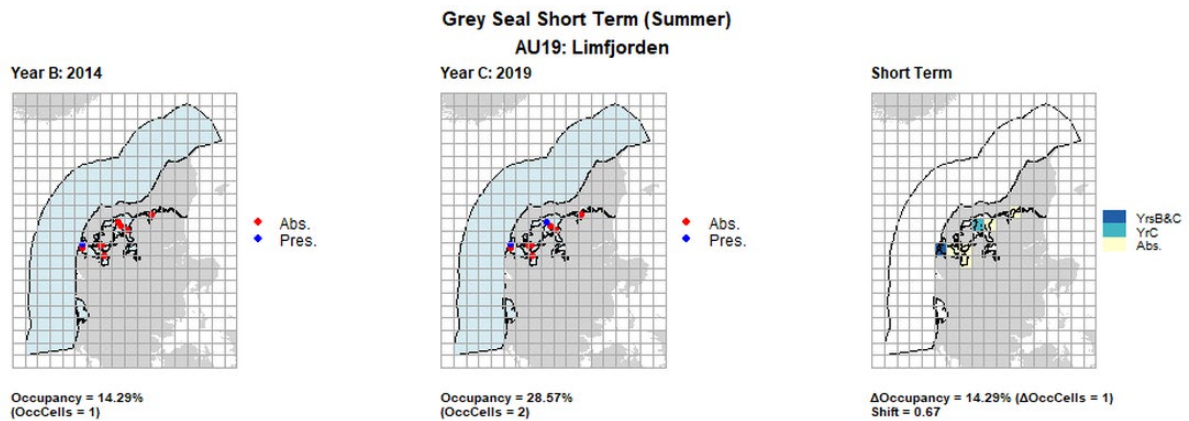 Grey Seal Short Term (Summer)
AU19: Limfjorden
Year B: 2014
Abs.
Pres.
Occupancy = 14.29%
(OccCells = 1)
Year C: 2019
Abs.
Pres.
Occupancy = 28.57%
(OccCells = 2)
Short Term
YrsB&C
YrC
Abs.
ΔOccupancy = 14.29% (ΔOccCells = 1)
Shift = 0.67